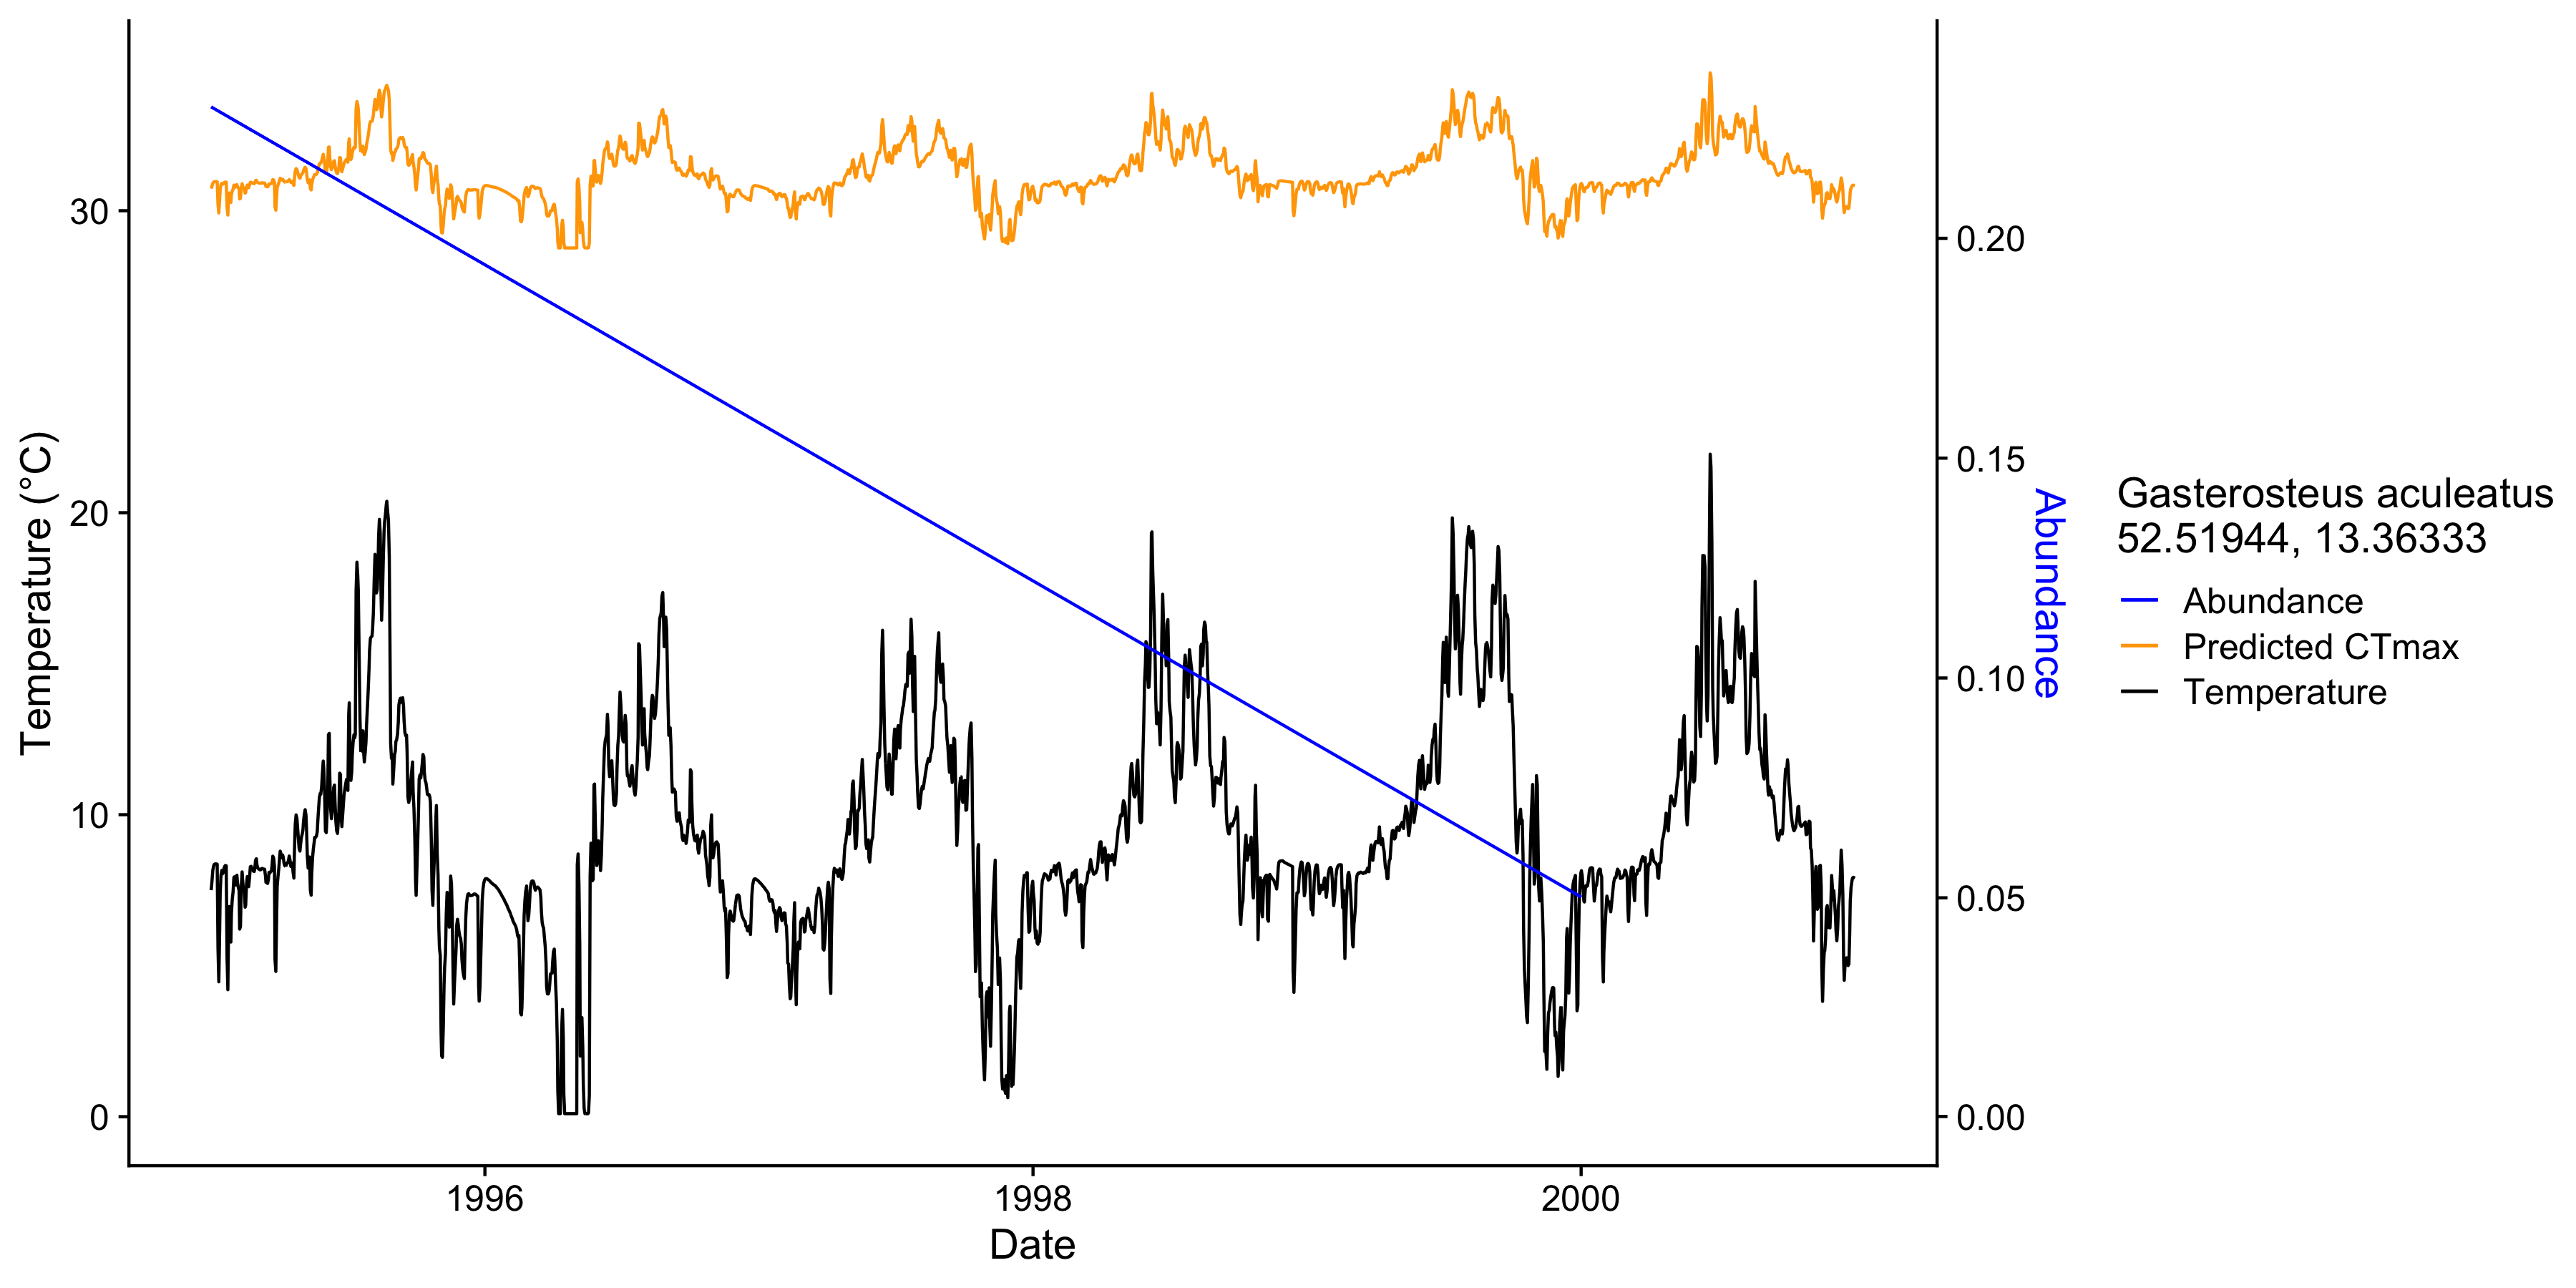 Temperature (°C)
30
20
10
0
1996
1998
2000
Date
0.20
0.15
0.10
0.05
0.00
Abundance
Gasterosteus aculeatus
52.51944, 13.36333
Abundance
Predicted CTmax
Temperature